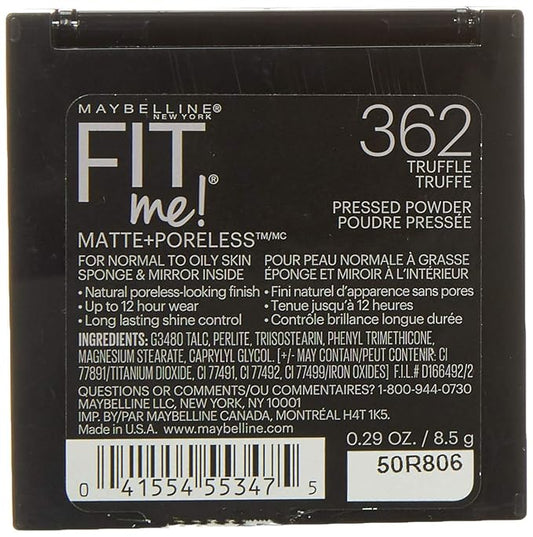 MAYBELLINE®
NEW YORK
FIT
me!®
MATTE+PORELESS™/MC
362
TRUFFLE
TRUFFE
PRESSED POWDER
POUDRE PRESSÉE
FOR NORMAL TO OILY SKIN
SPONGE & MIRROR INSIDE
• Natural poreless-looking finish
• Up to 12 hour wear
• Long lasting shine control
POUR PEAU NORMALE À GRASSE
ÉPONGE ET MIROIR À L'INTÉRIEUR
• Fini naturel d'apparence sans pores
• Tenue jusqu'à 12 heures
• Contrôle brillance longue durée
INGREDIENTS: G3480 TALC, PERLITE, TRIISOSTEARIN, PHENYL TRIMETHICONE,
MAGNESIUM STEARATE, CAPRYLYL GLYCOL. [+/- MAY CONTAIN/PEUT CONTENIR: CI
77891/TITANIUM DIOXIDE, CI 77491, CI 77492, CI 77499/IRON OXIDES] F.I.L.# D166492/2
QUESTIONS OR COMMENTS/OU COMMENTAIRES? 1-800-944-0730
MAYBELLINE LLC, NEW YORK, NY 10001
IMP. BY/PAR MAYBELLINE CANADA, MONTRÉAL H4T 1K5.
Made in U.S.A. www.maybelline.com
0.29 OZ. / 8.5 g
50R806
0 41554 55347 5